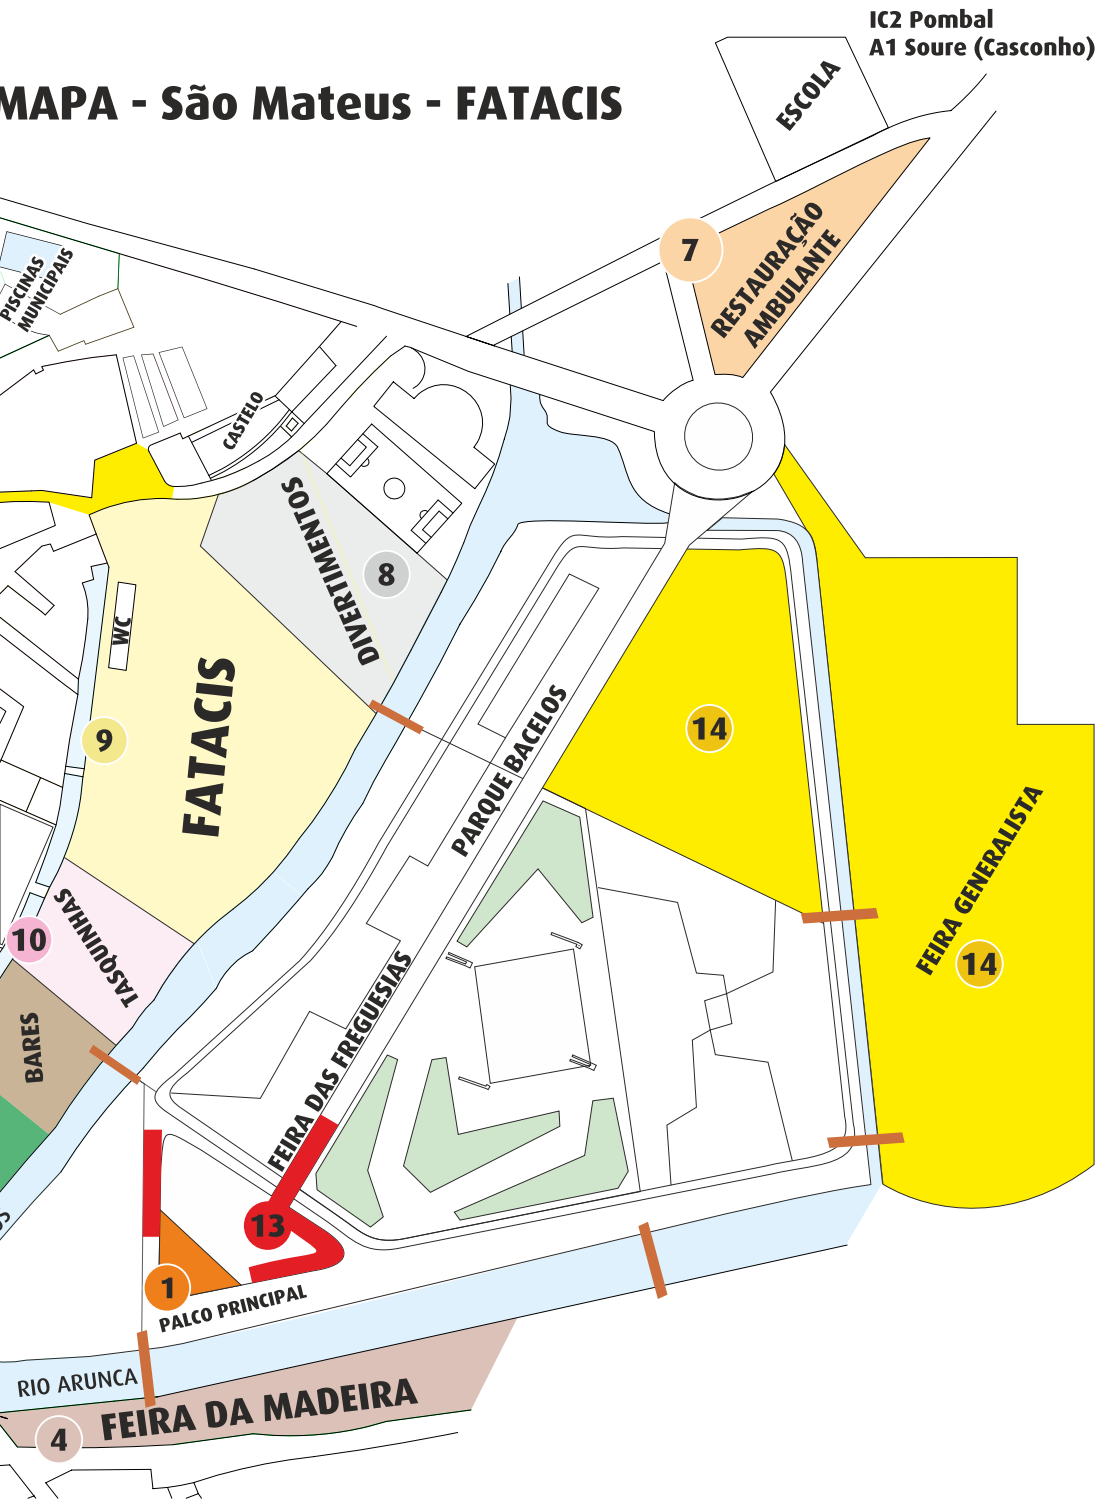 IC2 Pombal
A1 Soure (Casconho)
MAPA - São Mateus - FATACIS
ESCOLA
7
RESTAURAÇÃO
AMBULANTE
PISCINAS
MUNICIPAIS
CASTELO
DIVERTIMENTOS
8
WC
FATACIS
9
14
PARQUE BACELOS
FEIRA GENERALISTA
14
TASQUINHAS
10
BARES
FEIRA DAS FREGUESIAS
13
1
PALCO PRINCIPAL
RIO ARUNCA
FEIRA DA MADEIRA
4